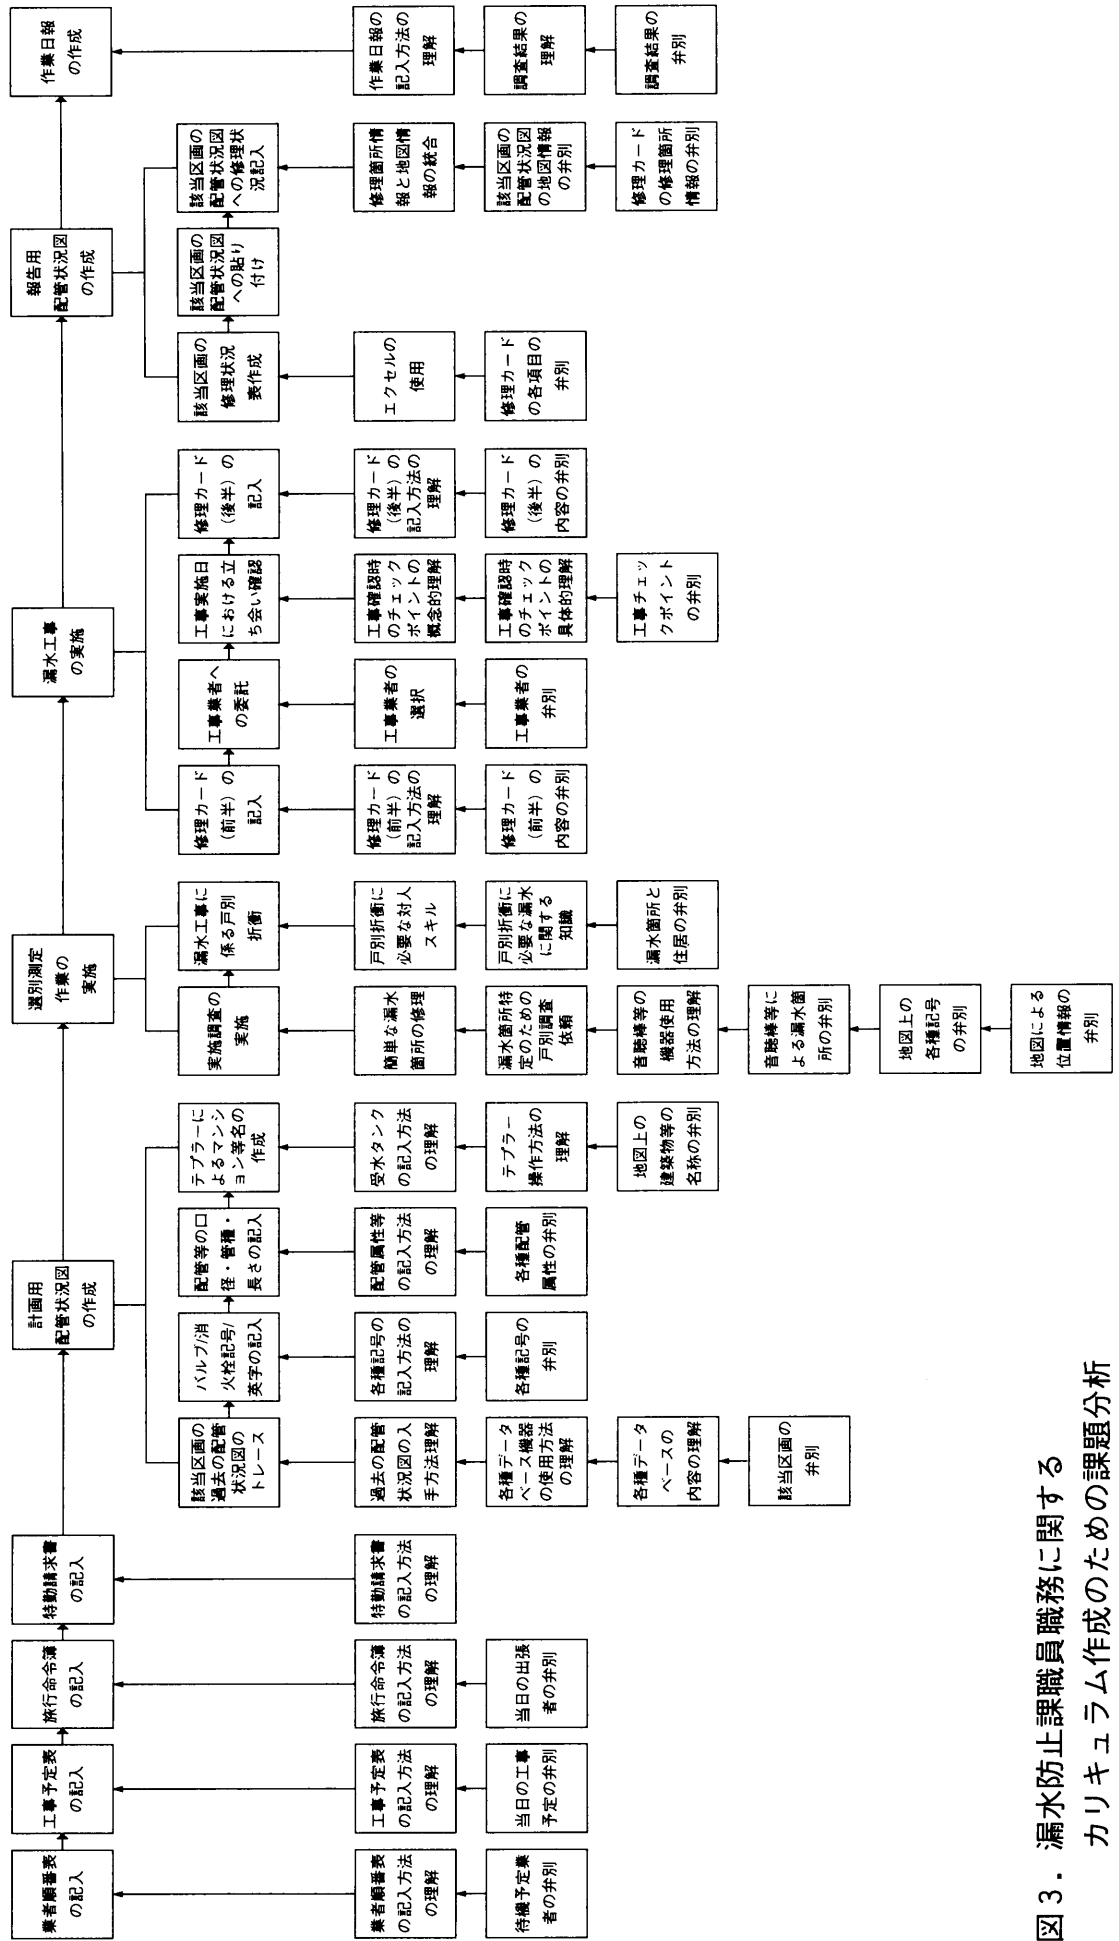 業者順番表
の記入
工事予定表
の記入
旅行命令簿
の記入
特勤請求書
の記入
計画用
配管状況図
の作成
選別測定
作業の
実施
漏水工事
の実施
報告用
配管状況図
の作成
作業日報
の作成
該当区画の
過去の配管
状況図の
トレース
バルブ/消
火栓記号/
英字の記入
配管等の口
径・管種・
長さの記入
テプラーに
よるマンシ
ョン等名の
作成
実施調査の
実施
漏水工事に
係る戸別
折衝
修理カード
(前半)の
記入
工事業者へ
の委託
工事実施日
における立
ち会い確認
修理カード
(後半)の
記入
該当区画の
修理状況
表作成
該当区画の
配管状況図
への貼り
付け
該当区画の
配管状況図
への修理状
況記入
業者順番表
の記入方法
の理解
工事予定表
の記入方法
の理解
旅行命令簿
の記入方法
の理解
特勤請求書
の記入方法
の理解
過去の配管
状況図の入
手方法理解
各種記号の
記入方法の
理解
配管属性等
の記入方法
の理解
受水タンク
の記入方法
の理解
簡単な漏水
箇所の修理
戸別折衝に
必要な対人
スキル
修理カード
(前半)の
記入方法の
理解
工事業者の
選択
工事確認時
のチェック
ポイントの
概念的理解
修理カード
(後半)の
記入方法の
理解
エクセルの
使用
修理箇所情
報と地図情
報の統合
作業日報の
記入方法の
理解
待機予定業
者の弁別
当日の工事
予定の弁別
当日の出張
者の弁別
各種データ
ベース機器
の使用方法
の理解
各種記号の
弁別
各種配管
属性の弁別
テプラー
操作方法の
理解
漏水箇所特
定のための
戸別調査
依頼
戸別折衝に
必要な漏水
に関する
知識
修理カード
(前半)の
内容の弁別
工事業者の
弁別
工事確認時
のチェック
ポイントの
具体的理解
修理カード
(後半)の
内容の弁別
修理カード
の各項目の
弁別
該当区画の
配管状況図
の地図情報
の弁別
調査結果の
理解
各種データ
ベースの
内容の理解
地図上の
建築物等の
名称の弁別
音聴棒等の
機器使用
方法の理解
漏水箇所と
住居の弁別
工事チェッ
クポイント
の弁別
修理カード
の修理箇所
情報の弁別
調査結果の
弁別
該当区画の
弁別
音聴棒等に
よる漏水箇
所の弁別
地図上の
各種記号
の弁別
地図による
位置情報の
弁別
図3. 漏水防止課職員職務に関する
カリキュラム作成のための課題分析